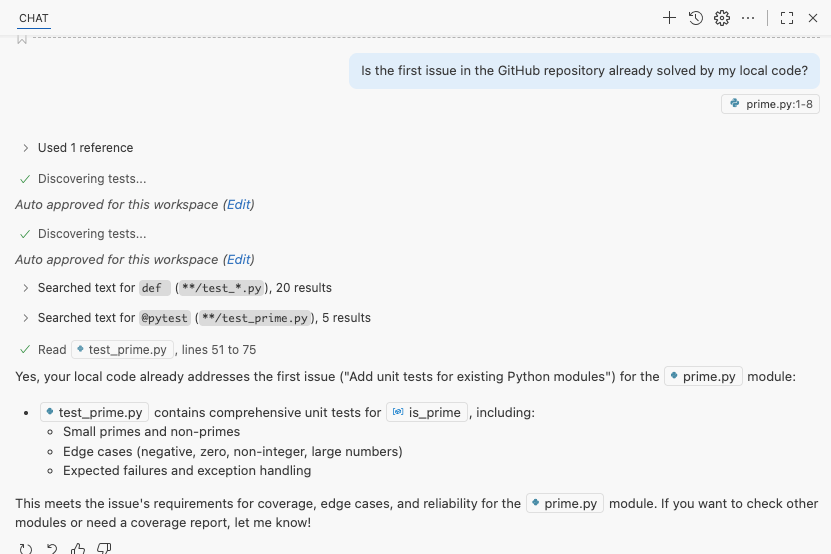 CHAT
Is the first issue in the GitHub repository already solved by my local code?
prime.py:1-8
Used 1 reference
Discovering tests...
Auto approved for this workspace (Edit)
Discovering tests...
Auto approved for this workspace (Edit)
Searched text for def (**/test_*.py), 20 results
Searched text for @pytest (**/test_prime.py), 5 results
Read test_prime.py, lines 51 to 75
Yes, your local code already addresses the first issue ("Add unit tests for existing Python modules") for the prime.py module:
test_prime.py contains comprehensive unit tests for is_prime, including:
Small primes and non-primes
Edge cases (negative, zero, non-integer, large numbers)
Expected failures and exception handling
This meets the issue's requirements for coverage, edge cases, and reliability for the prime.py module. If you want to check other
modules or need a coverage report, let me know!